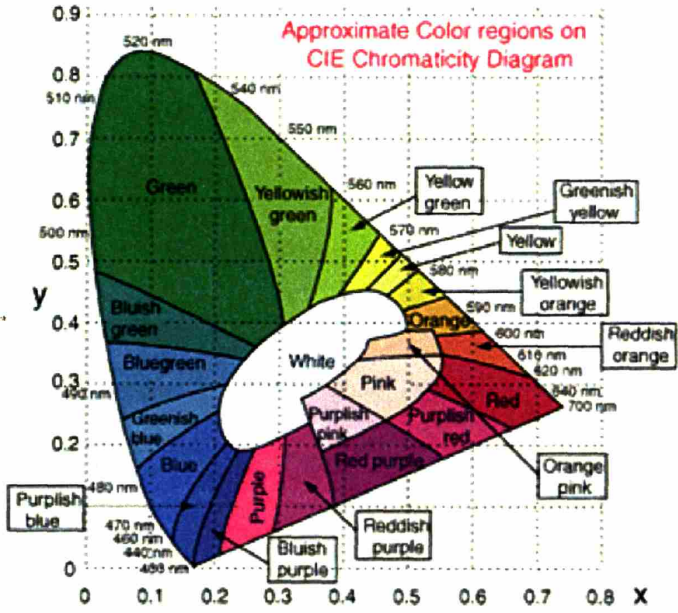 Approximate Color regions on
CIE Chromaticity Diagram
0.9
520 nm
0.8
540 nm
510 nm
550 nm
0.7
560 nm
Yellow
green
Greenish
yellow
0.6
Green
Yellowish
green
570 nm
Yellow
500 nm
0.5
580 nm
Yellowish
orange
y
Bluish
green
590 nm
0.4
Orange
600 nm
Reddish
orange
Bluegreen
White
610 nm
620 nm
0.3
Pink
490 nm
Red
640 nm
700 nm
Greenish
blue
Purplish
pink
Purplish
red
0.2
Blue
Red purple
Orange
pink
480 nm
Purplish
blue
Purple
0.1
470 nm
460 nm
440 nm
Reddish
purple
Bluish
purple
0
0 0.1 0.2 0.3 0.4 0.5 0.6 0.7 0.8 x